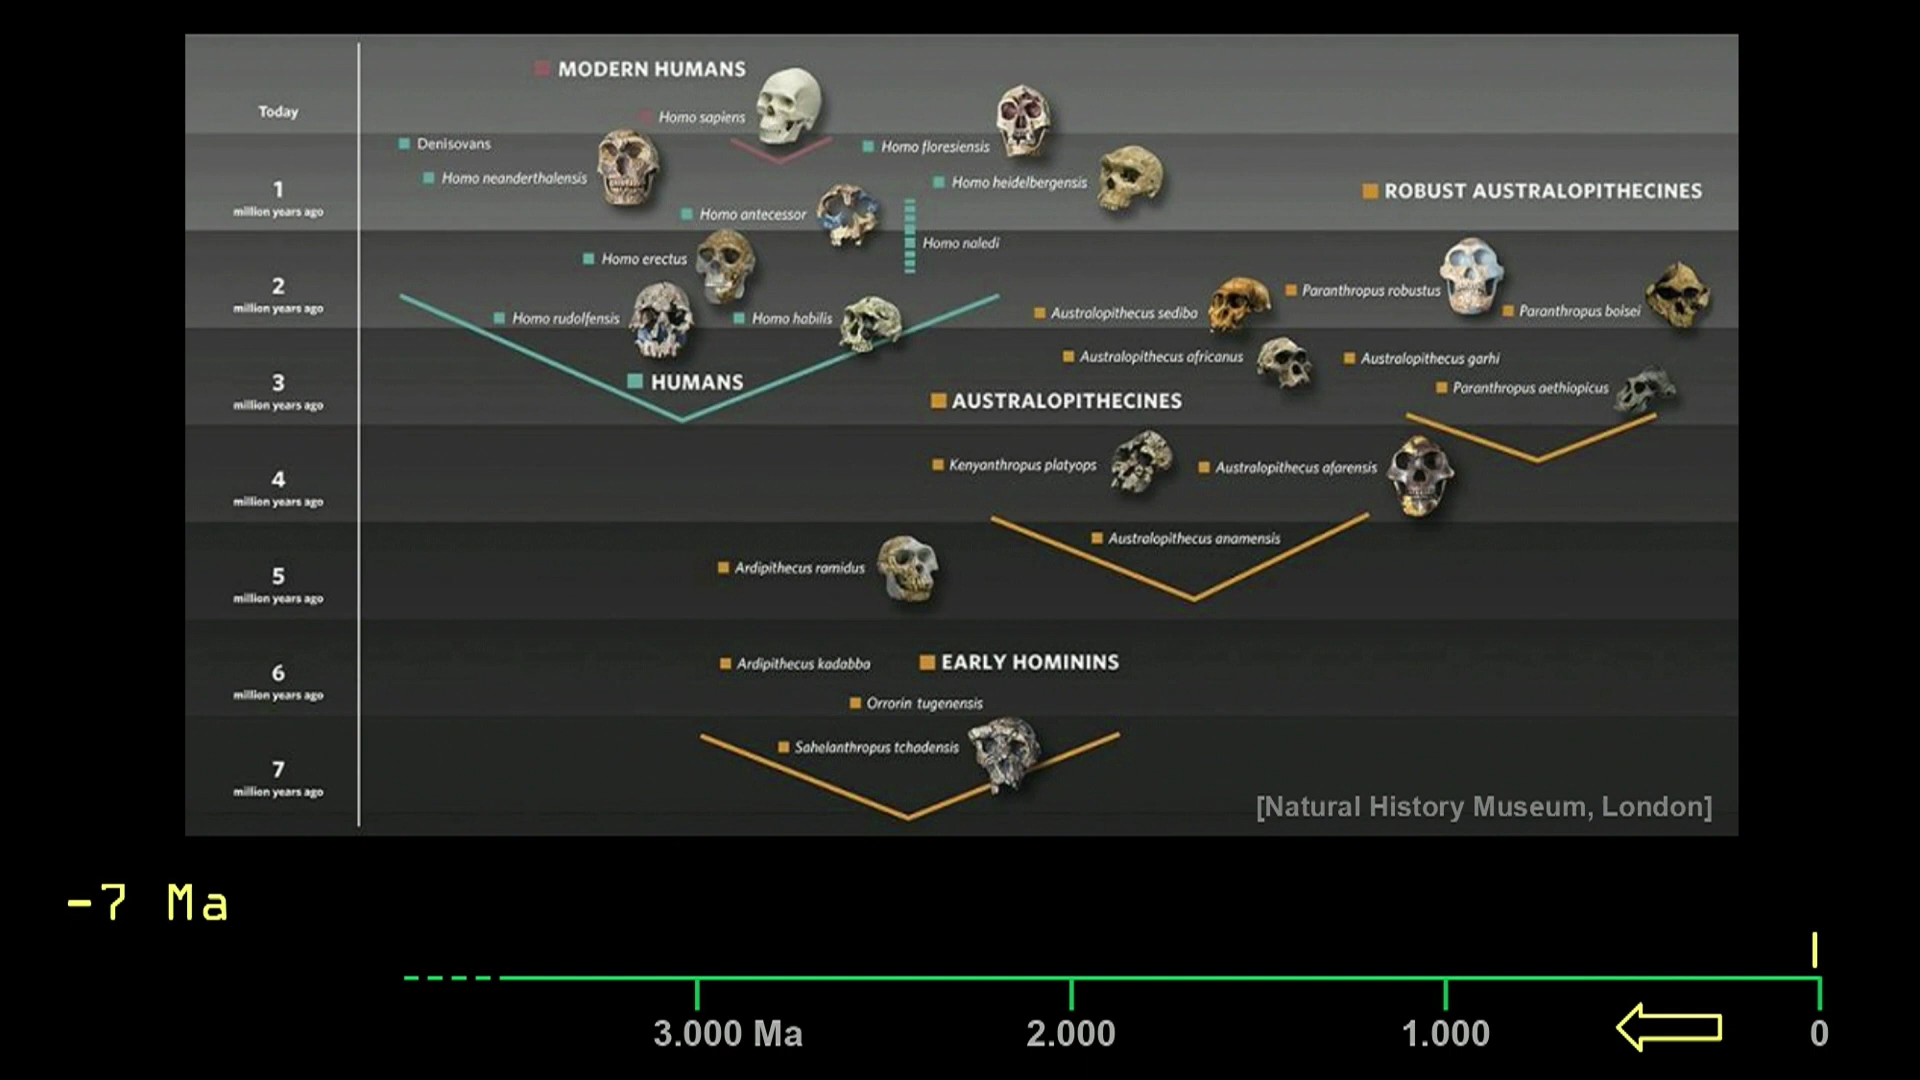 MODERN HUMANS
Today
Homo sapiens
Denisovans
Homo floresiensis
Homo neanderthalensis
Homo heidelbergensis
1
million years ago
ROBUST AUSTRALOPITHECINES
Homo antecessor
Homo naledi
Homo erectus
2
million years ago
Paranthropus robustus
Paranthropus boisei
Australopithecus sediba
Homo rudolfensis
Homo habilis
Australopithecus africanus
Australopithecus garhi
3
million years ago
HUMANS
Paranthropus aethiopicus
AUSTRALOPITHECINES
Kenyanthropus platyops
Australopithecus afarensis
4
million years ago
Australopithecus anamensis
Ardipithecus ramidus
5
million years ago
Ardipithecus kadabba
EARLY HOMININS
6
million years ago
Orrorin tugenensis
Sahelanthropus tchadensis
7
million years ago
[Natural History Museum, London]
-7 Ma
3.000 Ma
2.000
1.000
0